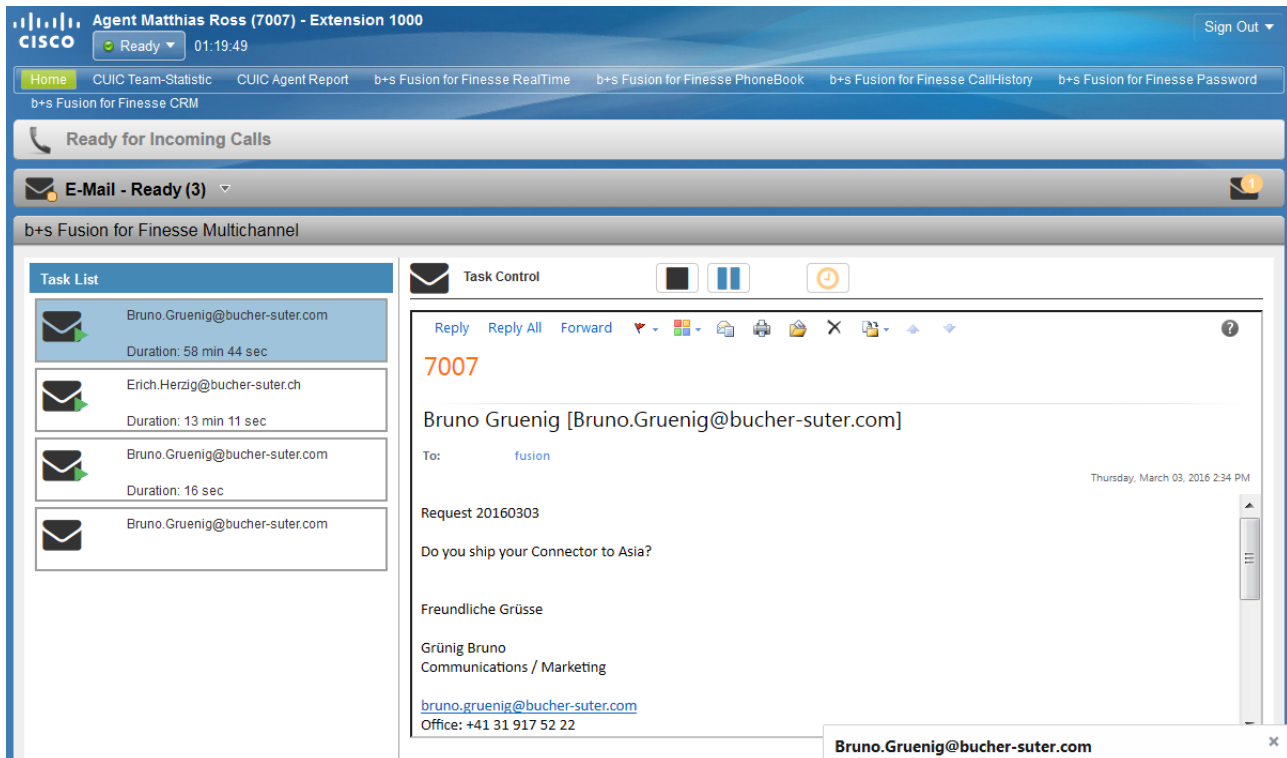 Agent Matthias Ross (7007) - Extension 1000
Sign Out
CISCO
Ready 01:19:49
Home CUIC Team-Statistic CUIC Agent Report b+s Fusion for Finesse RealTime b+s Fusion for Finesse PhoneBook b+s Fusion for Finesse CallHistory b+s Fusion for Finesse Password
b+s Fusion for Finesse CRM
Ready for Incoming Calls
E-Mail - Ready (3)
1
b+s Fusion for Finesse Multichannel
Task List
Bruno.Gruenig@bucher-suter.com
Duration: 58 min 44 sec
Erich.Herzig@bucher-suter.ch
Duration: 13 min 11 sec
Bruno.Gruenig@bucher-suter.com
Duration: 16 sec
Bruno.Gruenig@bucher-suter.com
Task Control
Reply Reply All Forward
7007
Bruno Gruenig [Bruno.Gruenig@bucher-suter.com]
To: fusion
Thursday, March 03, 2016 2:34 PM
Request 20160303
Do you ship your Connector to Asia?
Freundliche Grüsse
Grünig Bruno
Communications / Marketing
bruno.gruenig@bucher-suter.com
Office: +41 31 917 52 22
Bruno.Gruenig@bucher-suter.com